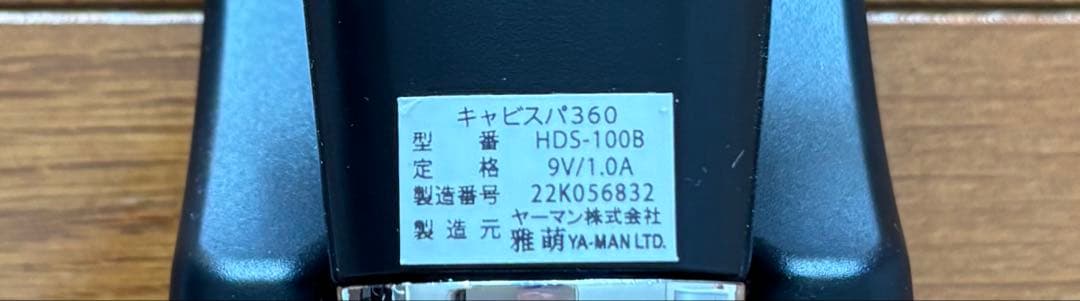 キャビスパ360
型番 HDS-100B
定格 9V/1.0A
製造番号 22K056832
製造元 ヤーマン株式会社
雅萌 YA-MAN LTD.